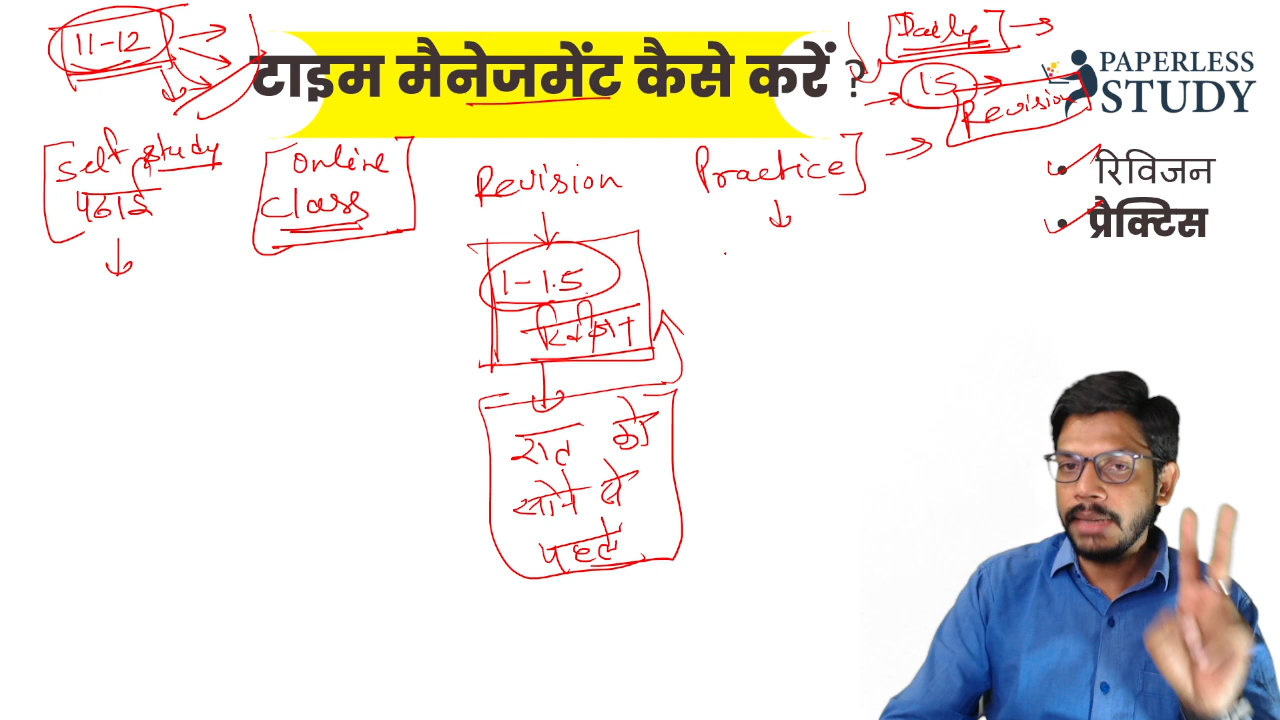 11-12
टाइम मैनेजमेंट कैसे करें ?
Daily
1.5
Revision
PAPERLESS
STUDY
Self study
पढाई
online
class
Revision
Practice
• रिविजन
• प्रैक्टिस
1-1.5
रिविजन
रात को
सोने से
पहले